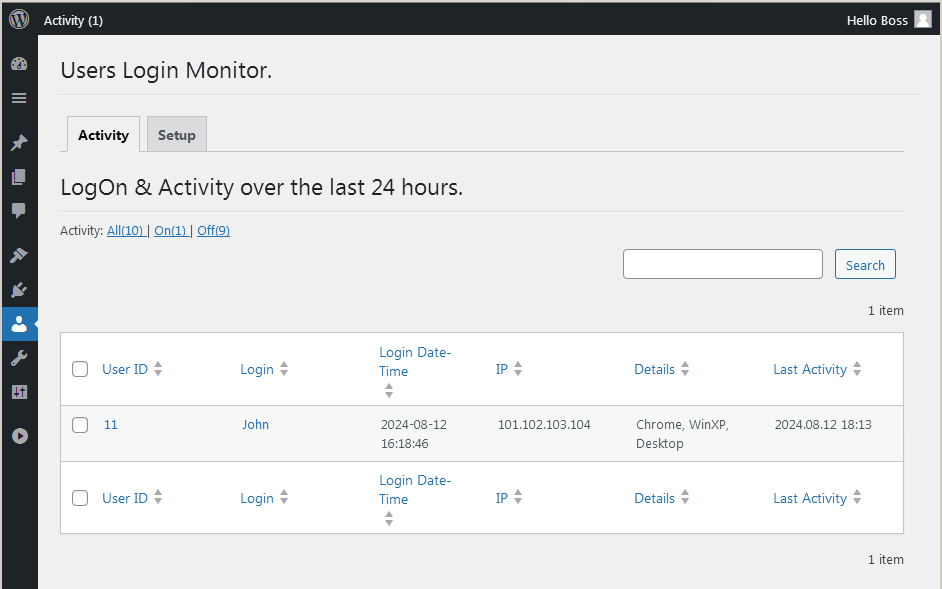 Activity (1)
Hello Boss
Users Login Monitor.
Activity
Setup
LogOn & Activity over the last 24 hours.
Activity: All(10) | On(1) | Off(9)
Search
1 item
User ID
Login
Login Date-
Time
IP
Details
Last Activity
11
John
2024-08-12
16:18:46
101.102.103.104
Chrome, WinXP,
Desktop
2024.08.12 18:13
User ID
Login
Login Date-
Time
IP
Details
Last Activity
1 item